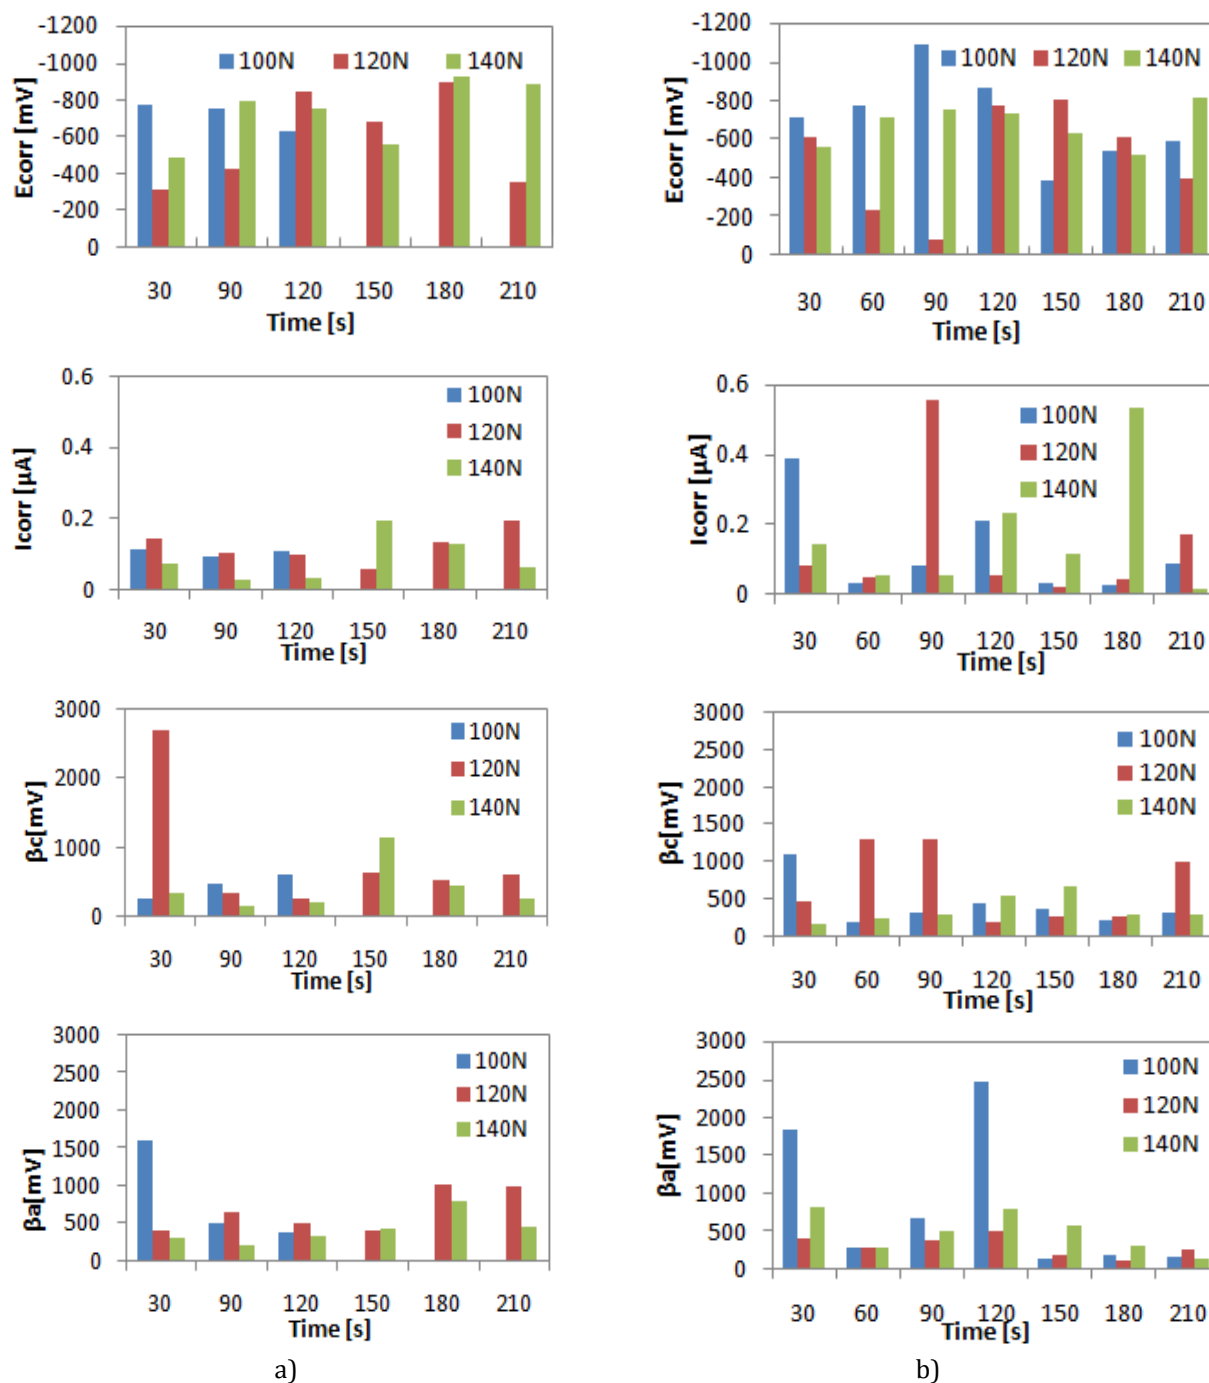 -1200
-1000
-800
-600
-400
-200
0
Ecorr [mV]
100N 120N 140N
30 90 120 150 180 210
Time [s]
0.6
0.4
0.2
0
Icorr [µA]
100N
120N
140N
30 90 120 150 180 210
Time [s]
3000
2000
1000
0
βc[mV]
100N
120N
140N
30 90 120 150 180 210
Time [s]
3000
2500
2000
1500
1000
500
0
βa[mV]
100N
120N
140N
30 90 120 150 180 210
Time [s]
a)
-1200
-1000
-800
-600
-400
-200
0
Ecorr [mV]
100N 120N 140N
30 60 90 120 150 180 210
Time [s]
0.6
0.4
0.2
0
Icorr [µA]
100N
120N
140N
30 60 90 120 150 180 210
Time [s]
3000
2500
2000
1500
1000
500
0
βc[mV]
100N
120N
140N
30 60 90 120 150 180 210
Time [s]
3000
2500
2000
1500
1000
500
0
βa[mV]
100N
120N
140N
30 60 90 120 150 180 210
Time [s]
b)